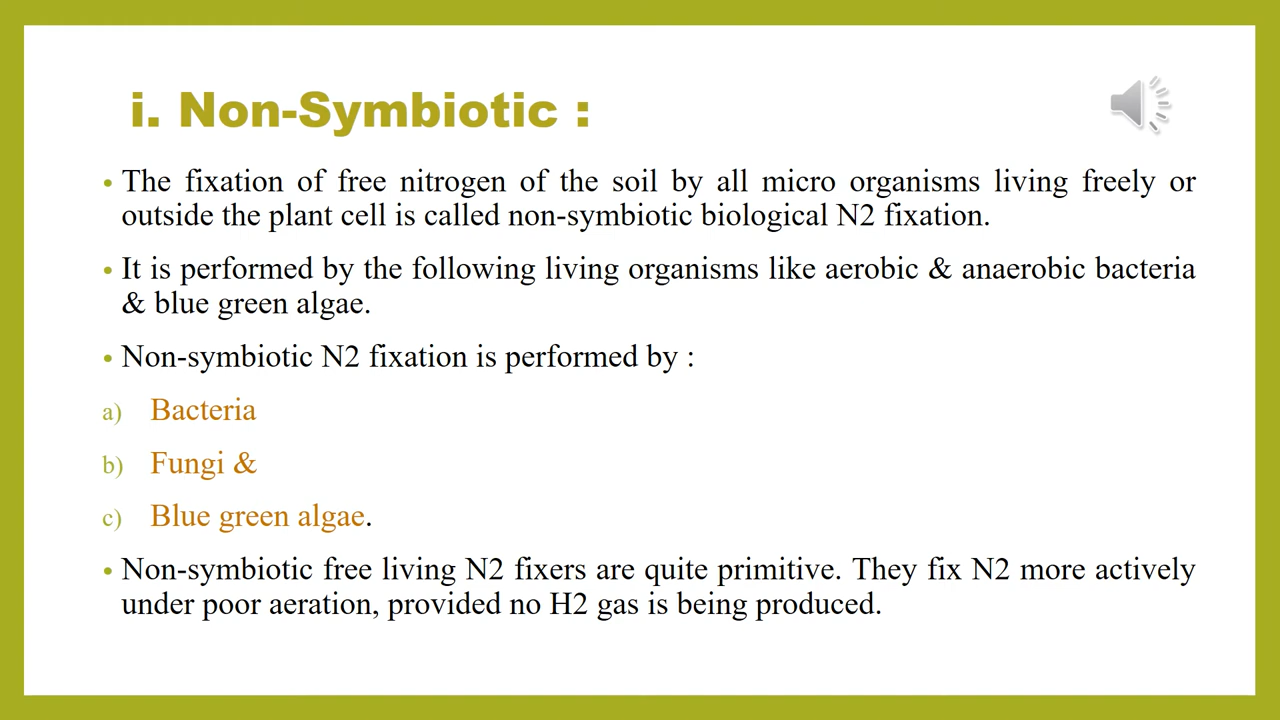 i. Non-Symbiotic :
• The fixation of free nitrogen of the soil by all micro organisms living freely or
outside the plant cell is called non-symbiotic biological N2 fixation.
• It is performed by the following living organisms like aerobic & anaerobic bacteria
& blue green algae.
• Non-symbiotic N2 fixation is performed by :
a) Bacteria
b) Fungi &
c) Blue green algae.
• Non-symbiotic free living N2 fixers are quite primitive. They fix N2 more actively
under poor aeration, provided no H2 gas is being produced.